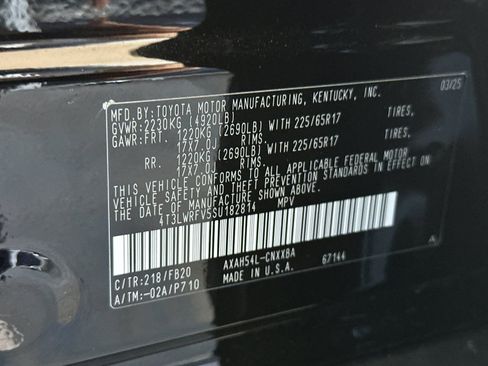 MFD.BY:TOYOTA MOTOR MANUFACTURING, KENTUCKY, INC. 03/25
GVWR:2230KG (4920LB)
GAWR:FRT. 1220KG (2690LB) WITH 225/65R17 TIRES,
17X7.0J RIMS.
RR. 1220KG (2690LB) WITH 225/65R17 TIRES,
17X7.0J RIMS.
THIS VEHICLE CONFORMS TO ALL APPLICABLE FEDERAL MOTOR
VEHICLE SAFETY AND THEFT PREVENTION STANDARDS IN EFFECT ON
THE DATE OF MANUFACTURE SHOWN ABOVE.
4T3LWRFV5SU182814 MPV
C/TR:218/FB20 AXAH54L-CNXXBA 67144
A/TM:-02A/P710 MADE IN U.S.A. A